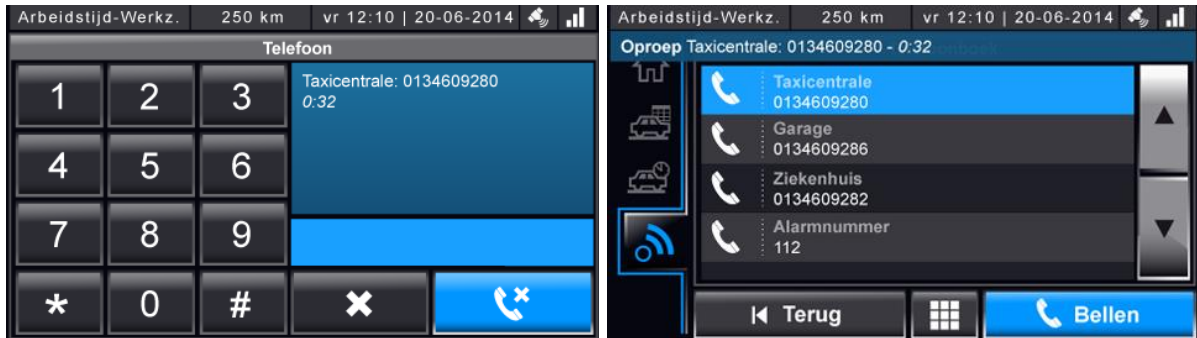 Arbeidstijd-Werkz. 250 km vr 12:10 | 20-06-2014
Telefoon
1 2 3
Taxicentrale: 0134609280
0:32
4 5 6
7 8 9
* 0 #
Arbeidstijd-Werkz. 250 km vr 12:10 | 20-06-2014
Oproep Taxicentrale: 0134609280 - 0:32
Taxicentrale
0134609280
Garage
0134609286
Ziekenhuis
0134609282
Alarmnummer
112
Terug
Bellen